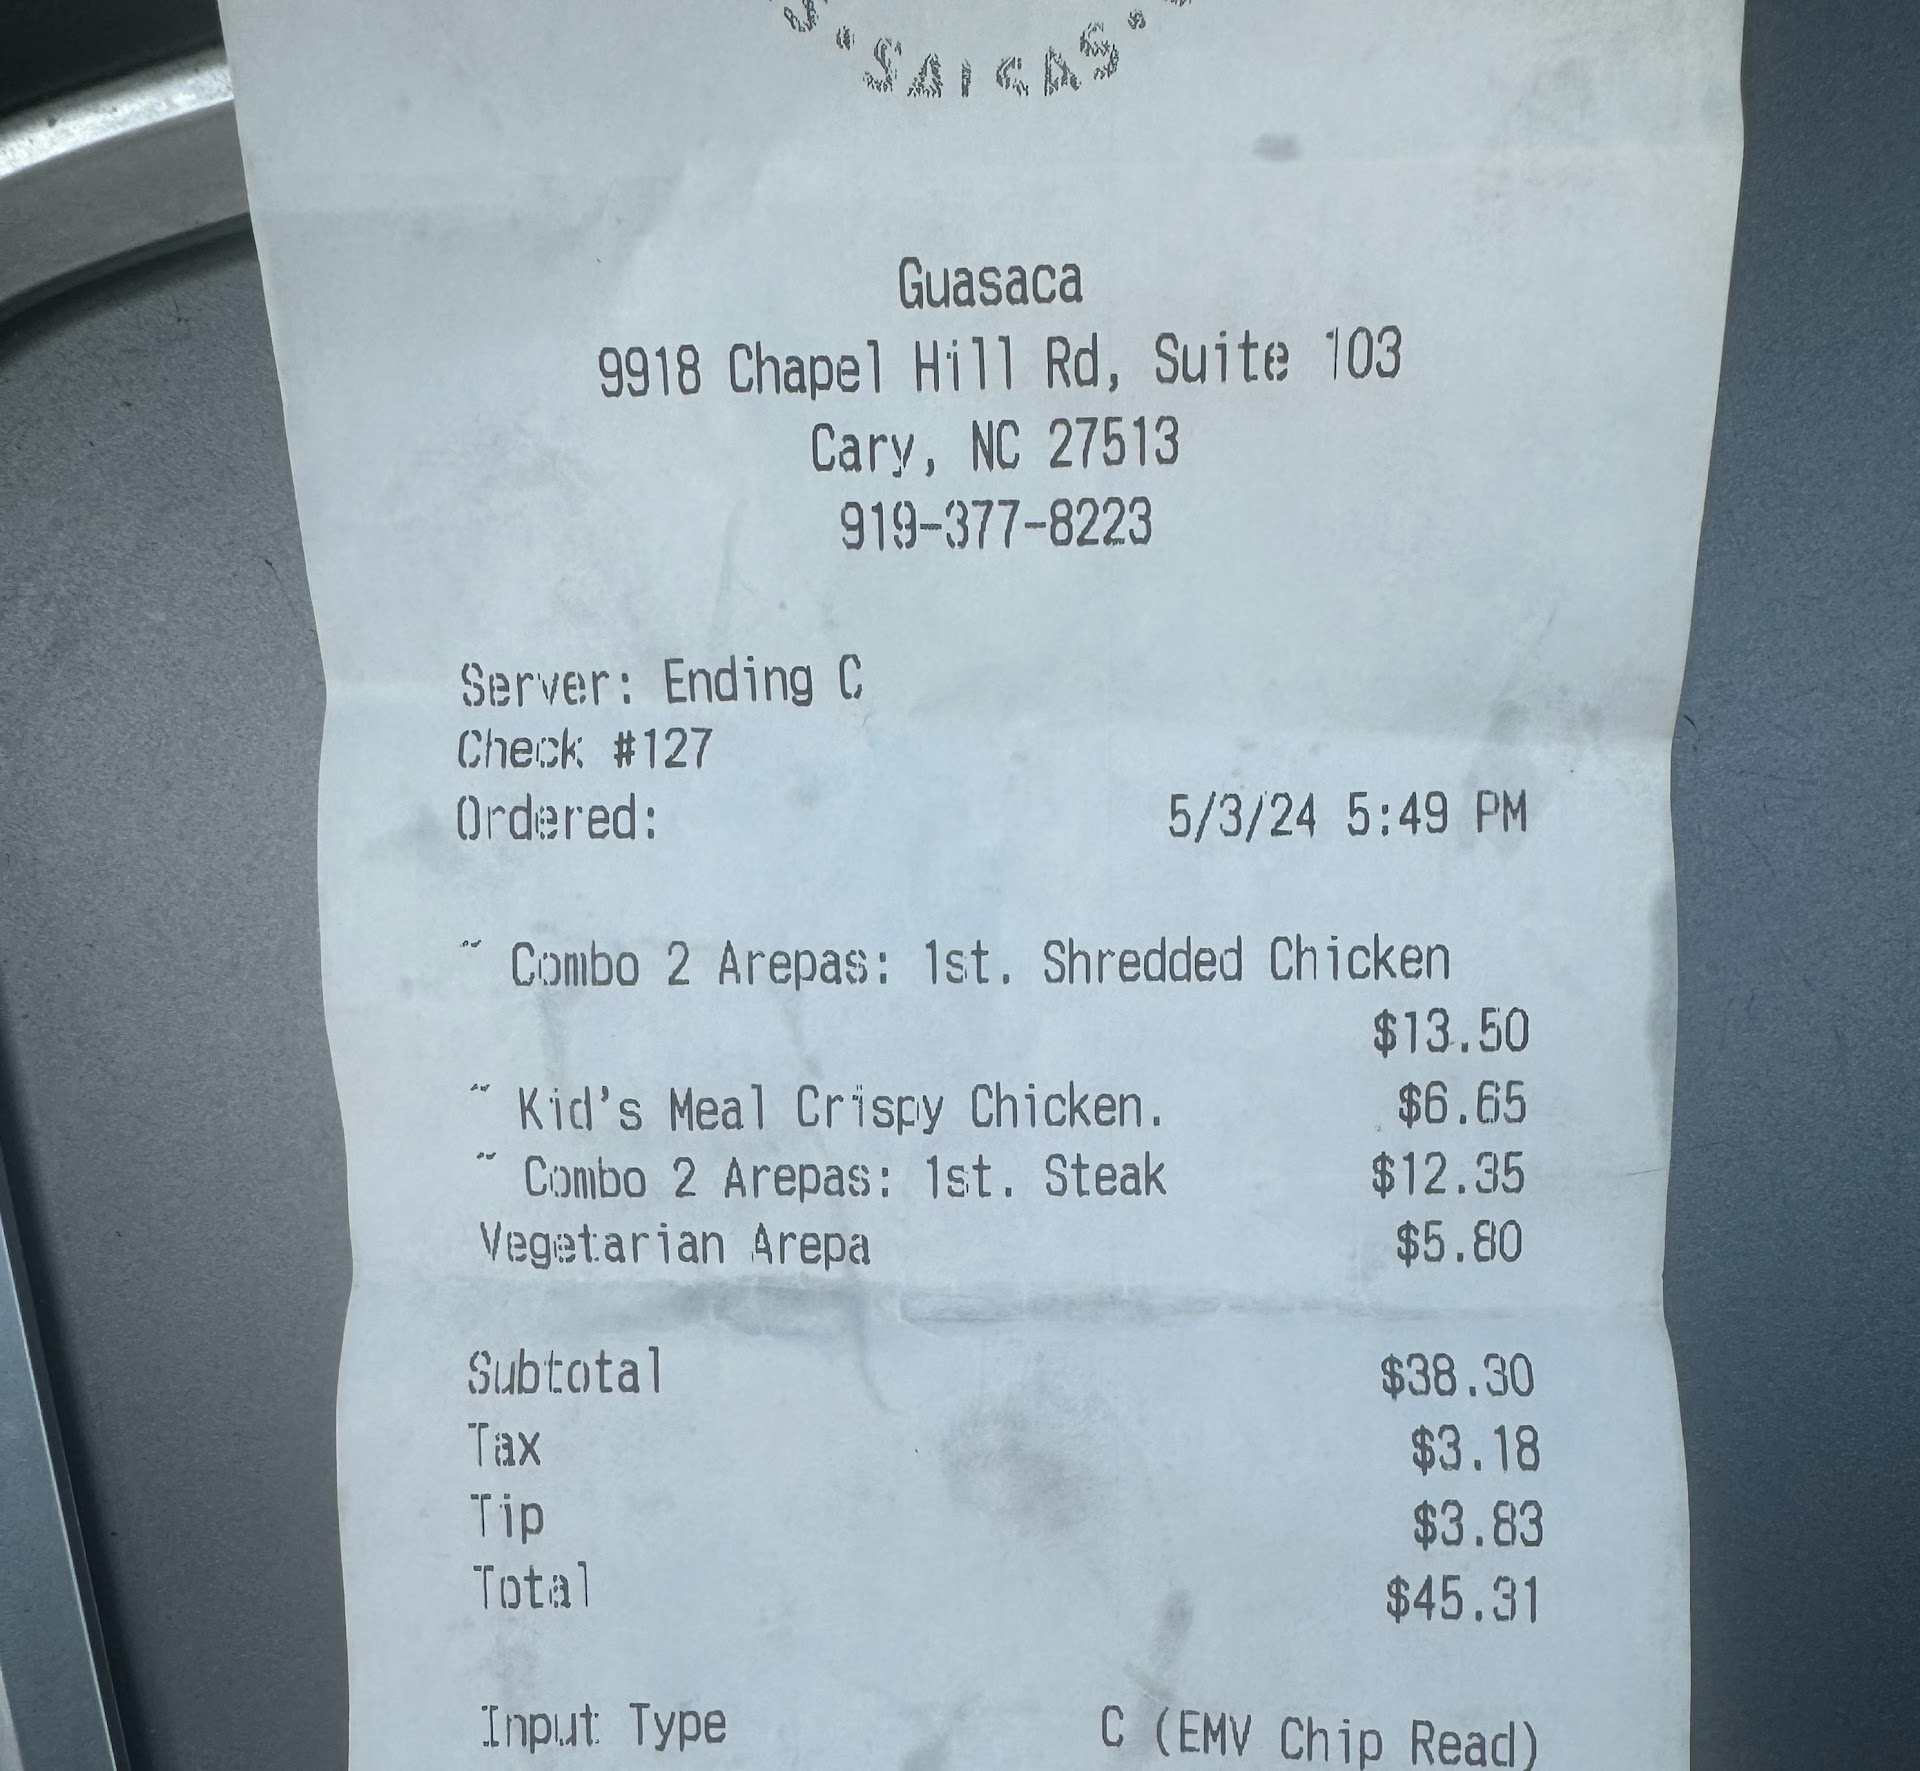 SALSAS
Guasaca
9918 Chapel Hill Rd, Suite 103
Cary, NC 27513
919-377-8223
Server: Ending C
Check #127
Ordered: 5/3/24 5:49 PM
~ Combo 2 Arepas: 1st. Shredded Chicken
$13.50
~ Kid's Meal Crispy Chicken. $6.65
~ Combo 2 Arepas: 1st. Steak $12.35
Vegetarian Arepa $5.80
Subtotal $38.30
Tax $3.18
Tip $3.83
Total $45.31
Input Type C (EMV Chip Read)